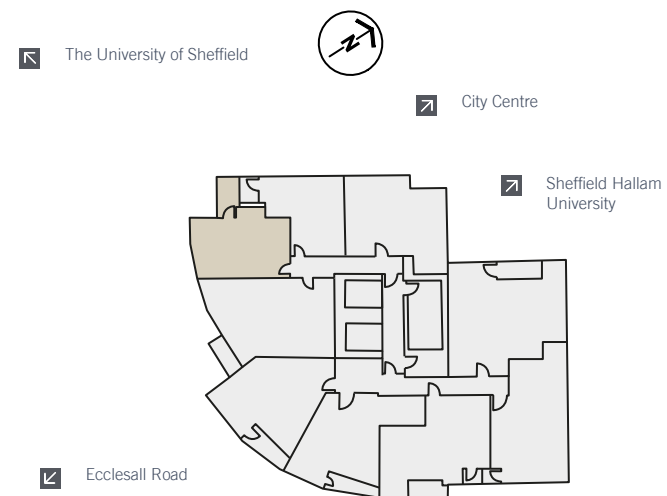 N
The University of Sheffield
City Centre
Sheffield Hallam
University
Ecclesall Road